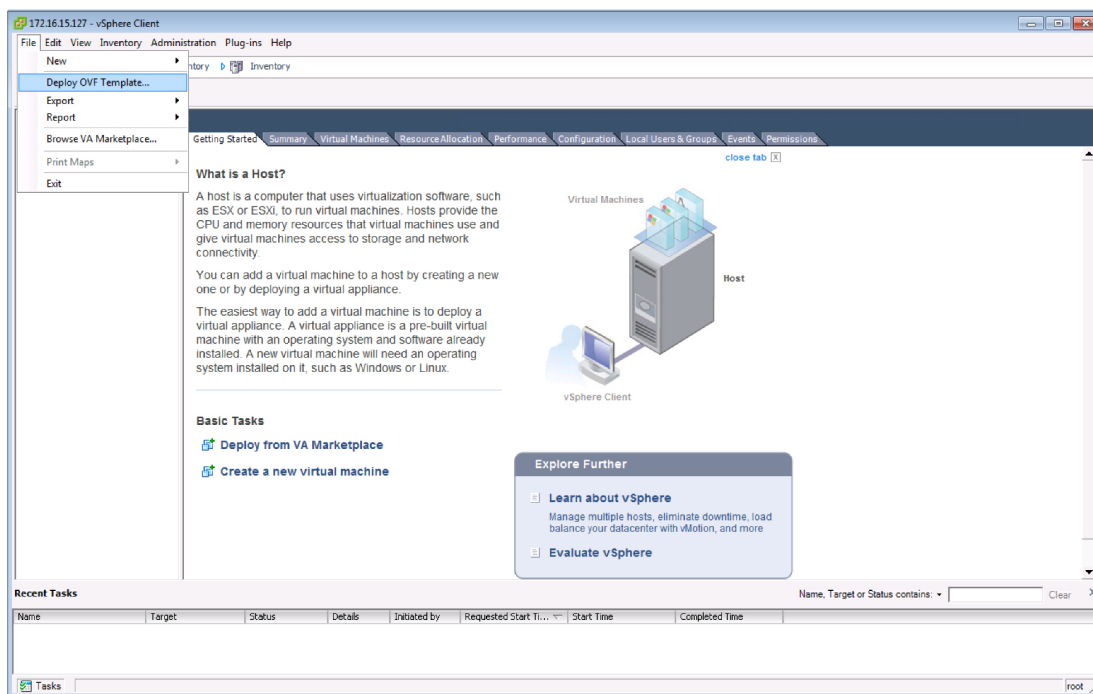 172.16.15.127 - vSphere Client
File Edit View Inventory Administration Plug-ins Help
New
ntory Inventory
Deploy OVF Template...
Export
Report
Browse VA Marketplace...
Print Maps
Exit
Getting Started Summary Virtual Machines Resource Allocation Performance Configuration Local Users & Groups Events Permissions
close tab X
What is a Host?
A host is a computer that uses virtualization software, such
as ESX or ESXi, to run virtual machines. Hosts provide the
CPU and memory resources that virtual machines use and
give virtual machines access to storage and network
connectivity.
You can add a virtual machine to a host by creating a new
one or by deploying a virtual appliance.
The easiest way to add a virtual machine is to deploy a
virtual appliance. A virtual appliance is a pre-built virtual
machine with an operating system and software already
installed. A new virtual machine will need an operating
system installed on it, such as Windows or Linux.
Virtual Machines
Host
vSphere Client
Basic Tasks
Deploy from VA Marketplace
Create a new virtual machine
Explore Further
Learn about vSphere
Manage multiple hosts, eliminate downtime, load
balance your datacenter with vMotion, and more
Evaluate vSphere
Recent Tasks
Name, Target or Status contains: Clear
Name Target Status Details Initiated by Requested Start Ti... Start Time Completed Time
Tasks
root